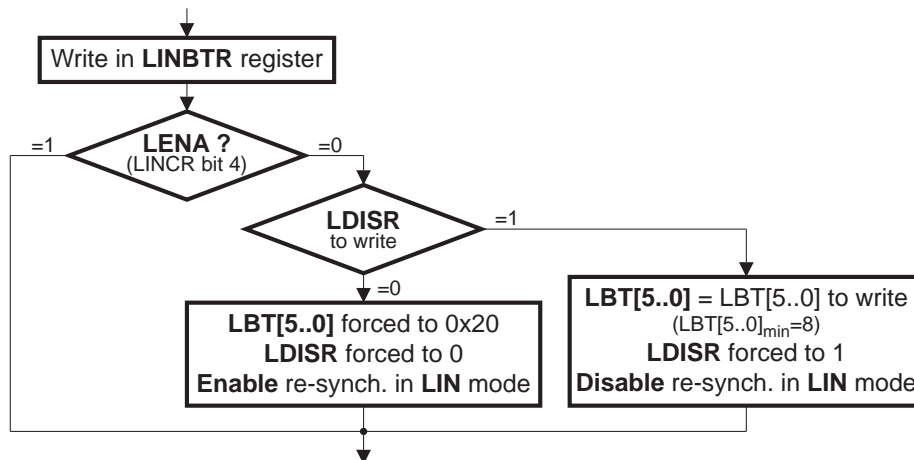 Write in LINBTR register
LENA ?
(LINCR bit 4)
=1
=0
LDISR
to write
=1
=0
LBT[5..0] forced to 0x20
LDISR forced to 0
Enable re-synch. in LIN mode
LBT[5..0] = LBT[5..0] to write
(LBT[5..0]min=8)
LDISR forced to 1
Disable re-synch. in LIN mode